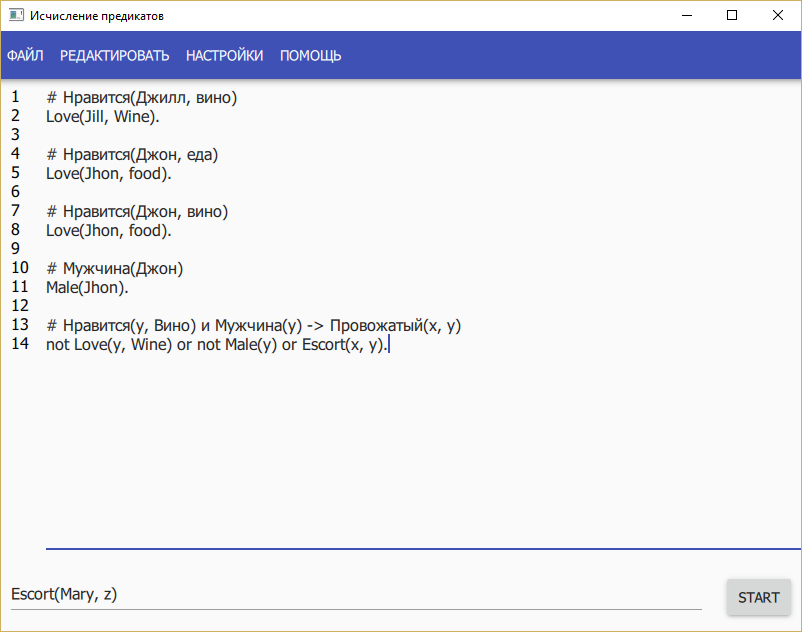 Исчисление предикатов
ФАЙЛ РЕДАКТИРОВАТЬ НАСТРОЙКИ ПОМОЩЬ
1 # Нравится(Джилл, вино)
2 Love(Jill, Wine).
3
4 # Нравится(Джон, еда)
5 Love(Jhon, food).
6
7 # Нравится(Джон, вино)
8 Love(Jhon, food).
9
10 # Мужчина(Джон)
11 Male(Jhon).
12
13 # Нравится(y, Вино) и Мужчина(y) -> Провожатый(x, y)
14 not Love(y, Wine) or not Male(y) or Escort(x, y).
Escort(Mary, z)
START